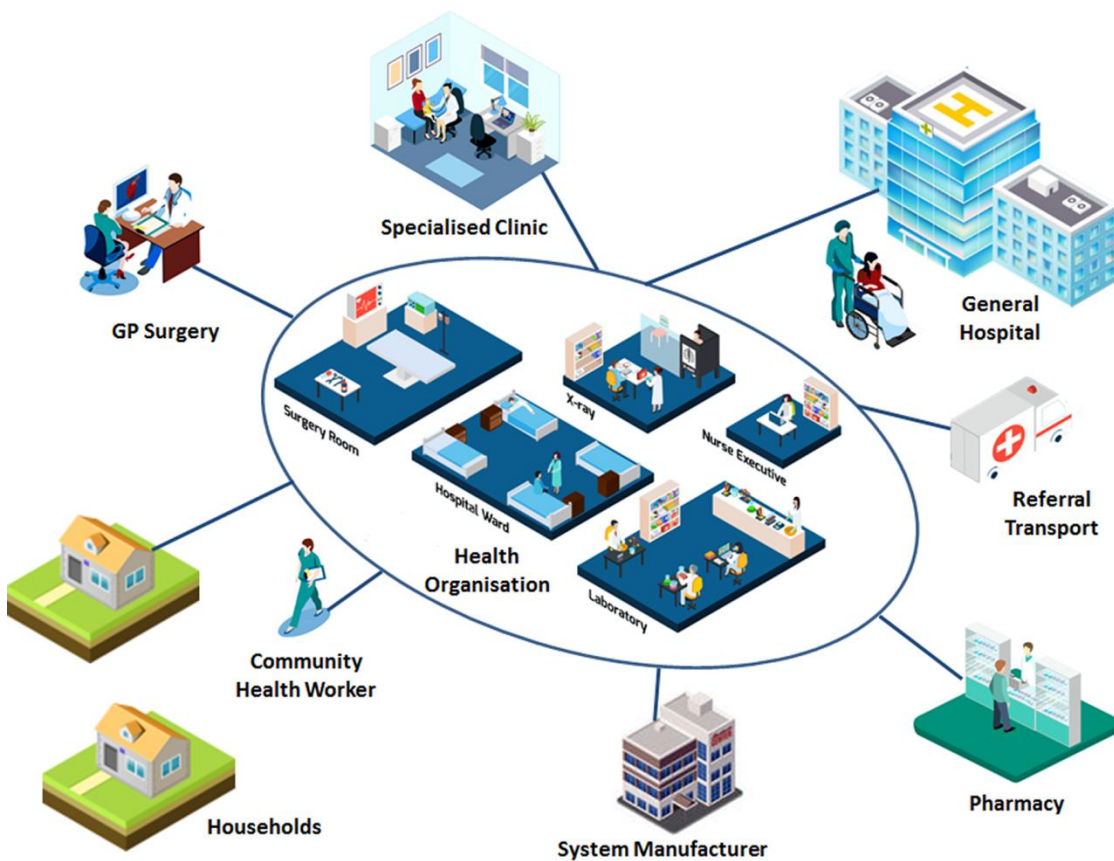 Specialised Clinic
GP Surgery
General
Hospital
Surgery Room
X-ray
Nurse Executive
Hospital Ward
Health
Organisation
Laboratory
Referral
Transport
Community
Health Worker
Households
System Manufacturer
Pharmacy
H